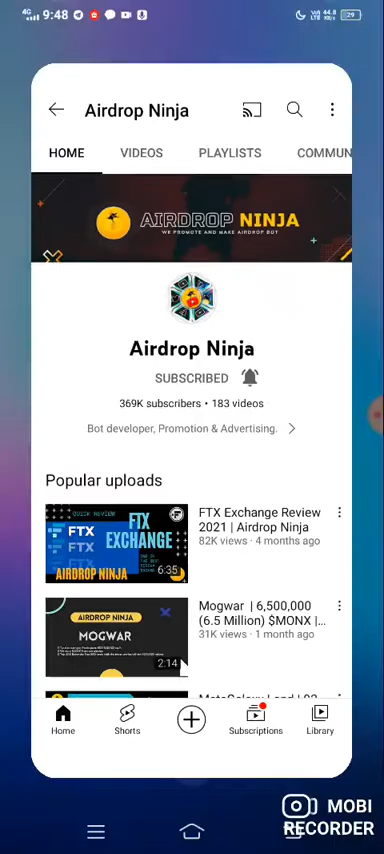 4G 9:48 29
Airdrop Ninja
HOME VIDEOS PLAYLISTS COMMUN
AIRDROP NINJA
WE PROMOTE AND MAKE AIRDROP BOT
Airdrop Ninja
SUBSCRIBED
369K subscribers • 183 videos
Bot developer, Promotion & Advertising.
Popular uploads
QUICK REVIEW
FTX
FTX
FTX
EXCHANGE
AIRDROP NINJA
6:35
FTX Exchange Review
2021 | Airdrop Ninja
82K views · 4 months ago
AIRDROP NINJA
MOGWAR
2:14
Mogwar | 6,500,000
(6.5 Million) $MONX |...
31K views · 1 month ago
Home Shorts Subscriptions Library
MOBI
RECORDER